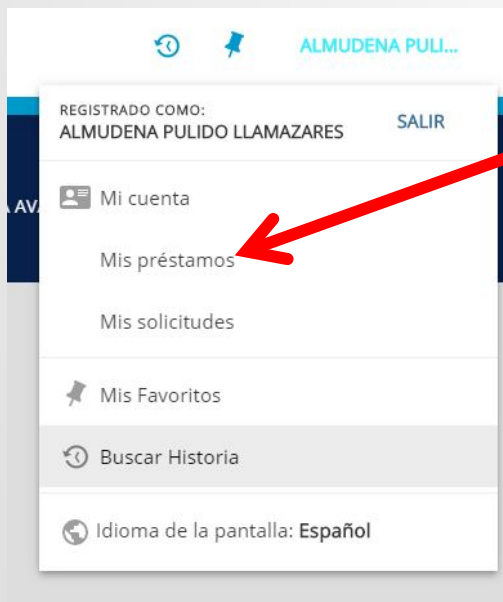 ALMUDENA PULI...
REGISTRADO COMO:
ALMUDENA PULIDO LLAMAZARES
SALIR
AV
Mi cuenta
Mis préstamos
Mis solicitudes
Mis Favoritos
Buscar Historia
Idioma de la pantalla: Español